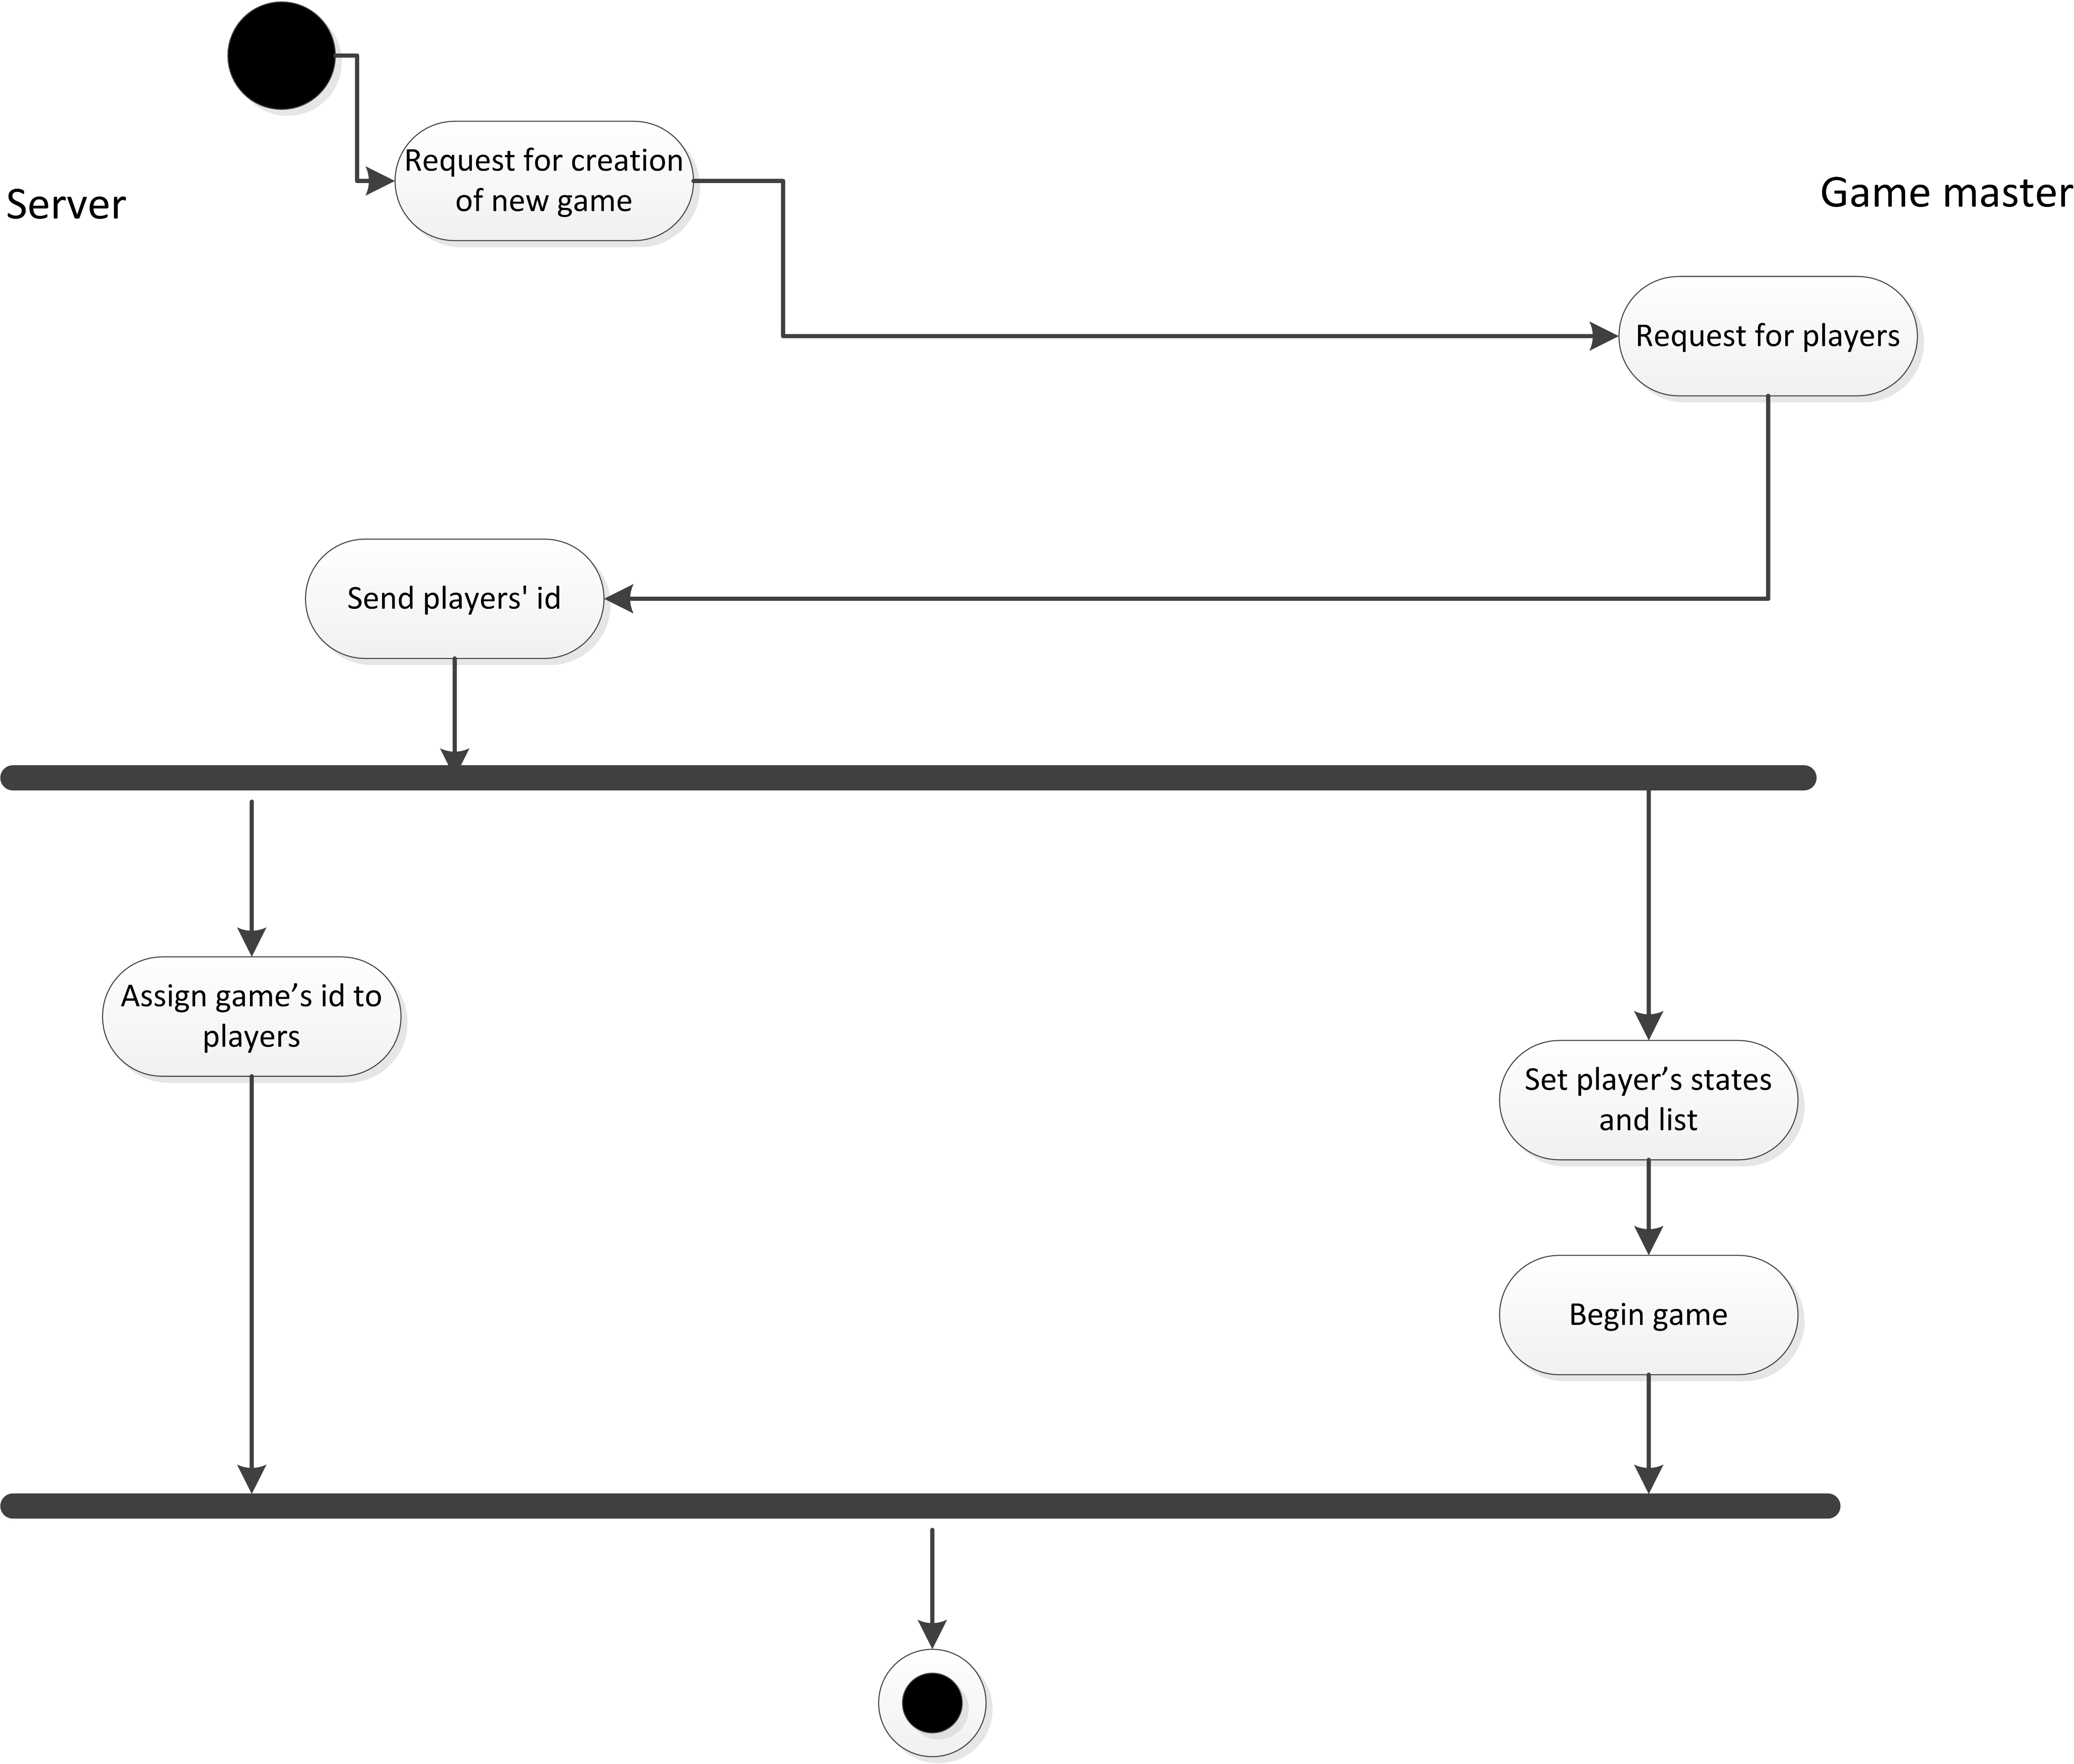 Server
Game master
Request for creation
of new game
Request for players
Send players' id
Assign game’s id to
players
Set player’s states
and list
Begin game